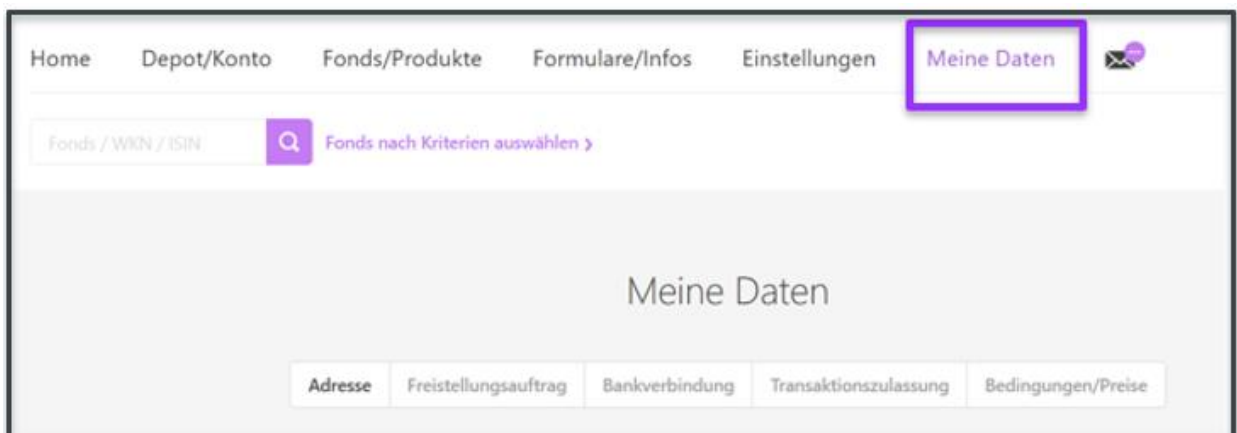 Home Depot/Konto Fonds/Produkte Formulare/Infos Einstellungen Meine Daten
Fonds / WKN / ISIN Fonds nach Kriterien auswählen >
Meine Daten
Adresse Freistellungsauftrag Bankverbindung Transaktionszulassung Bedingungen/Preise